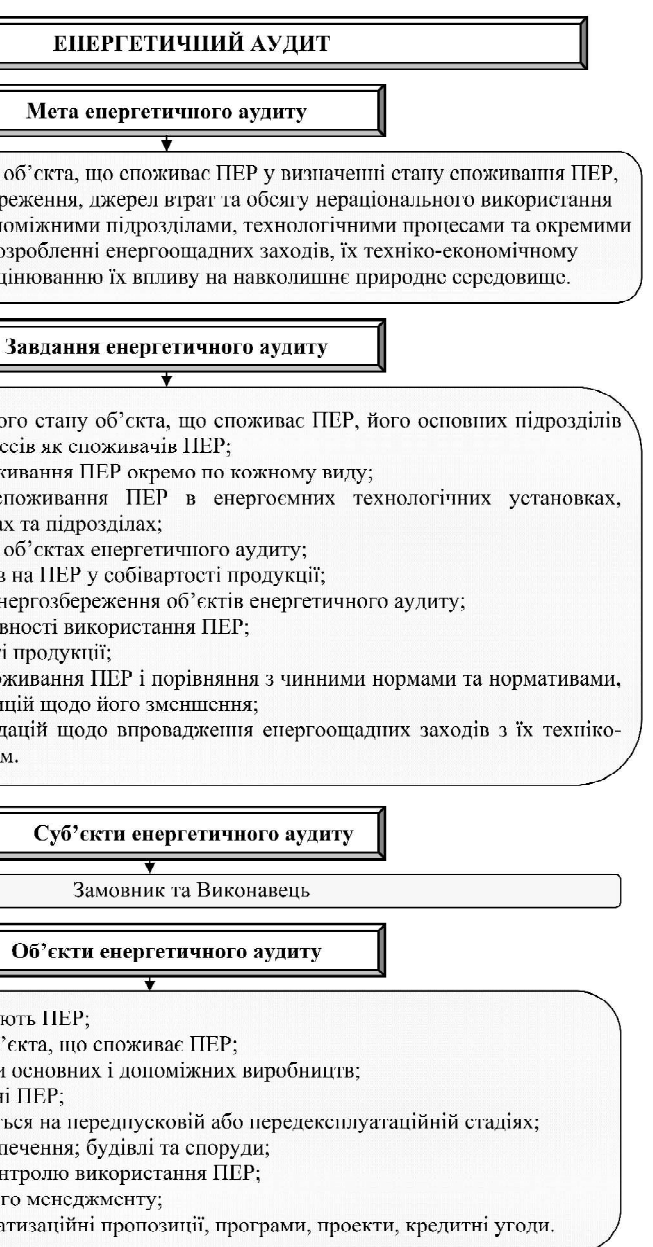 ЕНЕРГЕТИЧНИЙ АУДИТ
Мета енергетичного аудиту
об’єкта, що споживає ПЕР у визначенні стану споживання ПЕР,
реження, джерел втрат та обсягу нераціонального використання
поміжними підрозділами, технологічними процесами та окремими
озробленні енергоощадних заходів, їх техніко-економічному
цінюванню їх впливу на навколишнє природне середовище.
Завдання енергетичного аудиту
ого стану об’єкта, що споживає ПЕР, його основних підрозділів
ессів як споживачів ПЕР;
живання ПЕР окремо по кожному виду;
споживання ПЕР в енергоємних технологічних установках,
ах та підрозділах;
об’єктах енергетичного аудиту;
в на ПЕР у собівартості продукції;
нергозбереження об’єктів енергетичного аудиту;
вності використання ПЕР;
і продукції;
оживання ПЕР і порівняння з чинними нормами та нормативами,
ицій щодо його зменшення;
дацій щодо впровадження енергоощадних заходів з їх техніко-
м.
Суб’єкти енергетичного аудиту
Замовник та Виконавець
Об’єкти енергетичного аудиту
ють ПЕР;
’єкта, що споживає ПЕР;
и основних і допоміжних виробництв;
ні ПЕР;
ться на передпусковій або передексплуатаційній стадіях;
печення; будівлі та споруди;
нтролю використання ПЕР;
го менеджменту;
атизаційні пропозиції, програми, проекти, кредитні угоди.